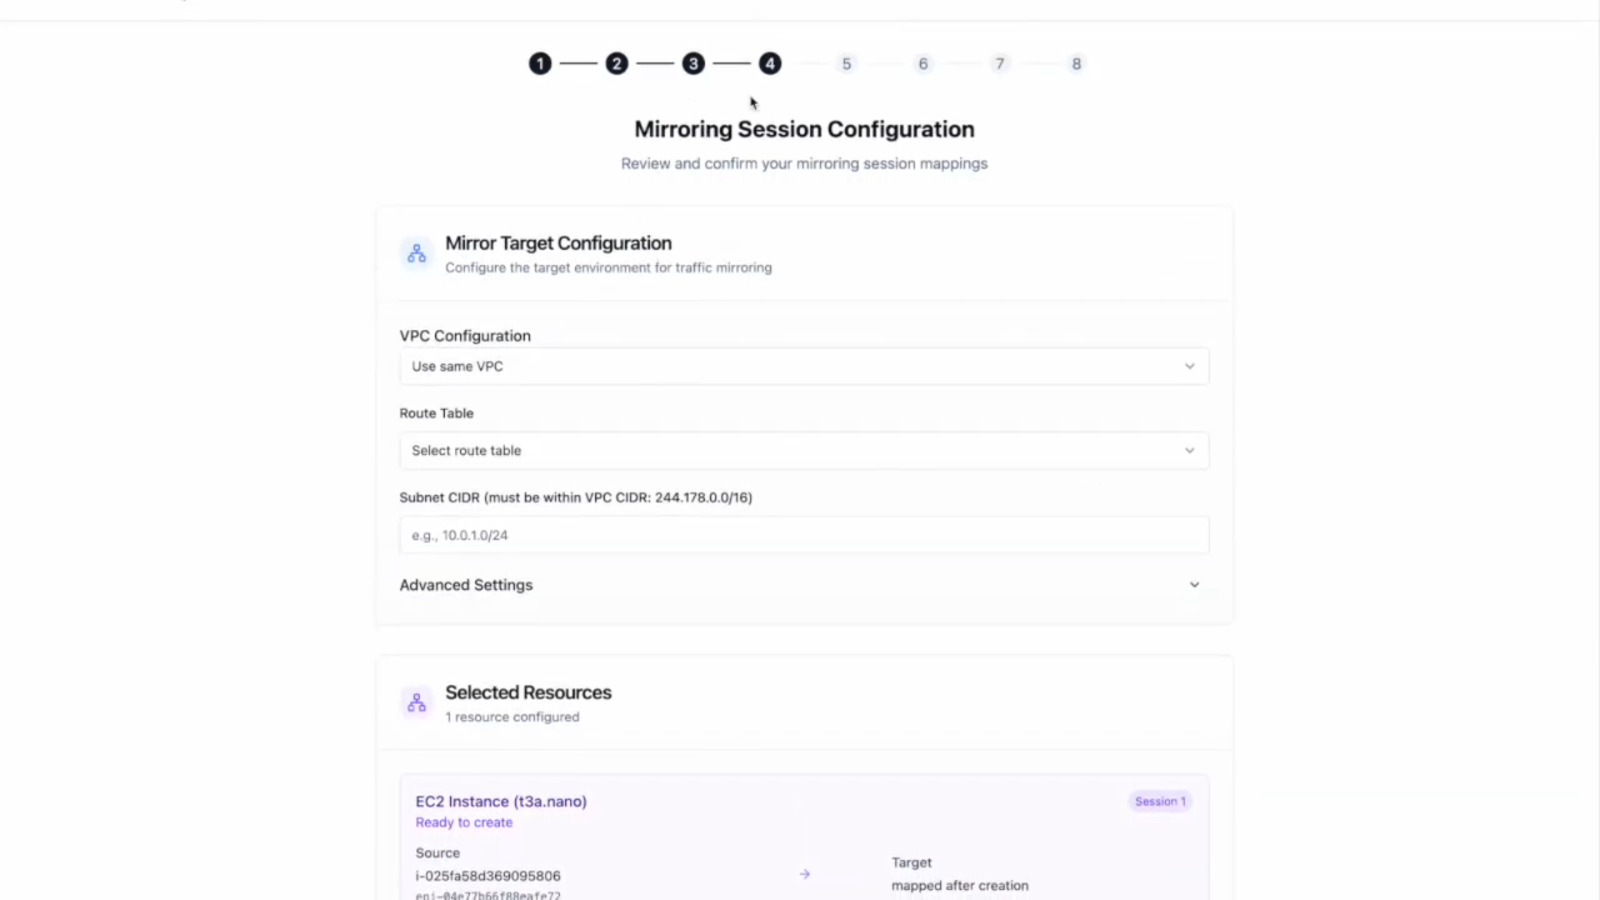 1 2 3 4 5 6 7 8
Mirroring Session Configuration
Review and confirm your mirroring session mappings
Mirror Target Configuration
Configure the target environment for traffic mirroring
VPC Configuration
Use same VPC
Route Table
Select route table
Subnet CIDR (must be within VPC CIDR: 244.178.0.0/16)
e.g., 10.0.1.0/24
Advanced Settings
Selected Resources
1 resource configured
EC2 Instance (t3a.nano)
Session 1
Ready to create
Source
i-025fa58d369095806
eni-04e77b66f88eafe72
Target
mapped after creation